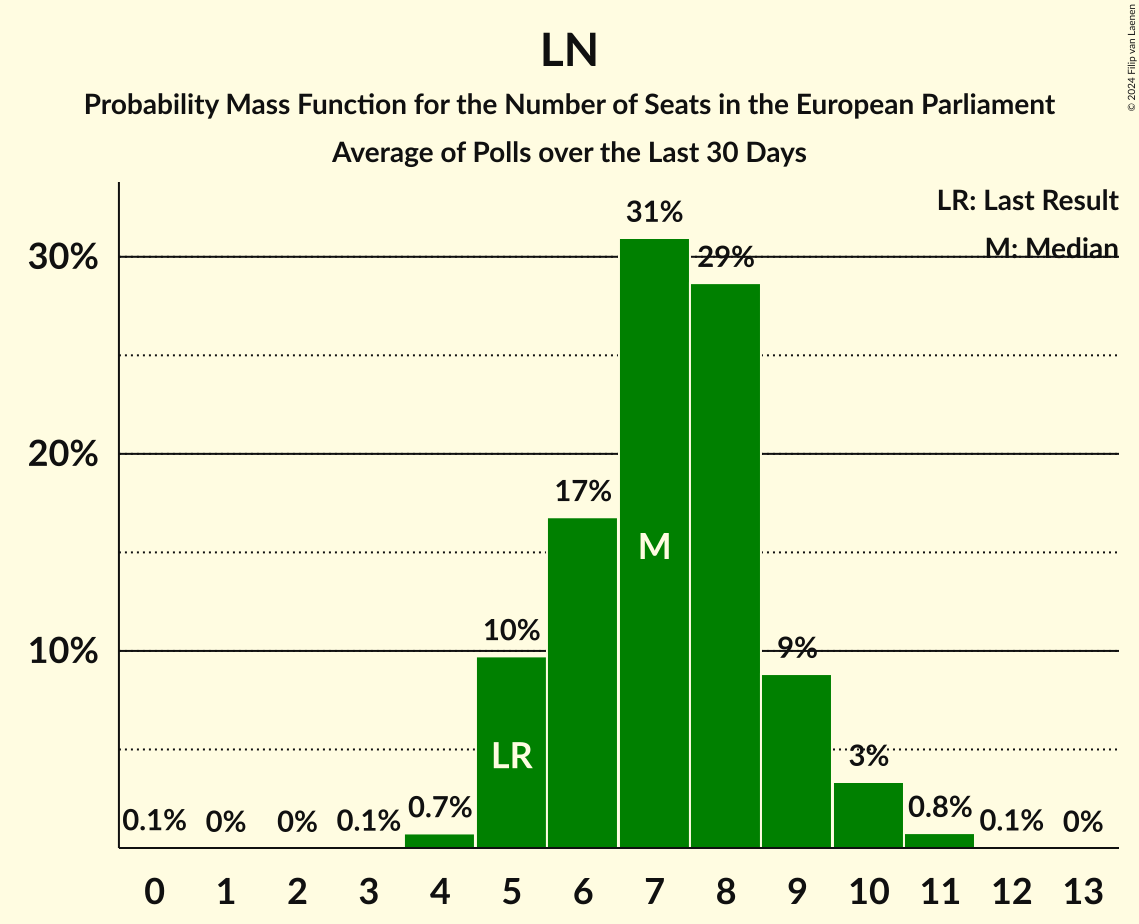 LN
Probability Mass Function for the Number of Seats in the European Parliament
Average of Polls over the Last 30 Days
© 2024 Filip van Laenen
LR: Last Result
M: Median
30%
20%
10%
0.1%
0%
0%
0.1%
0.7%
10%
17%
31%
29%
9%
3%
0.8%
0.1%
0%
LR
M
0 1 2 3 4 5 6 7 8 9 10 11 12 13